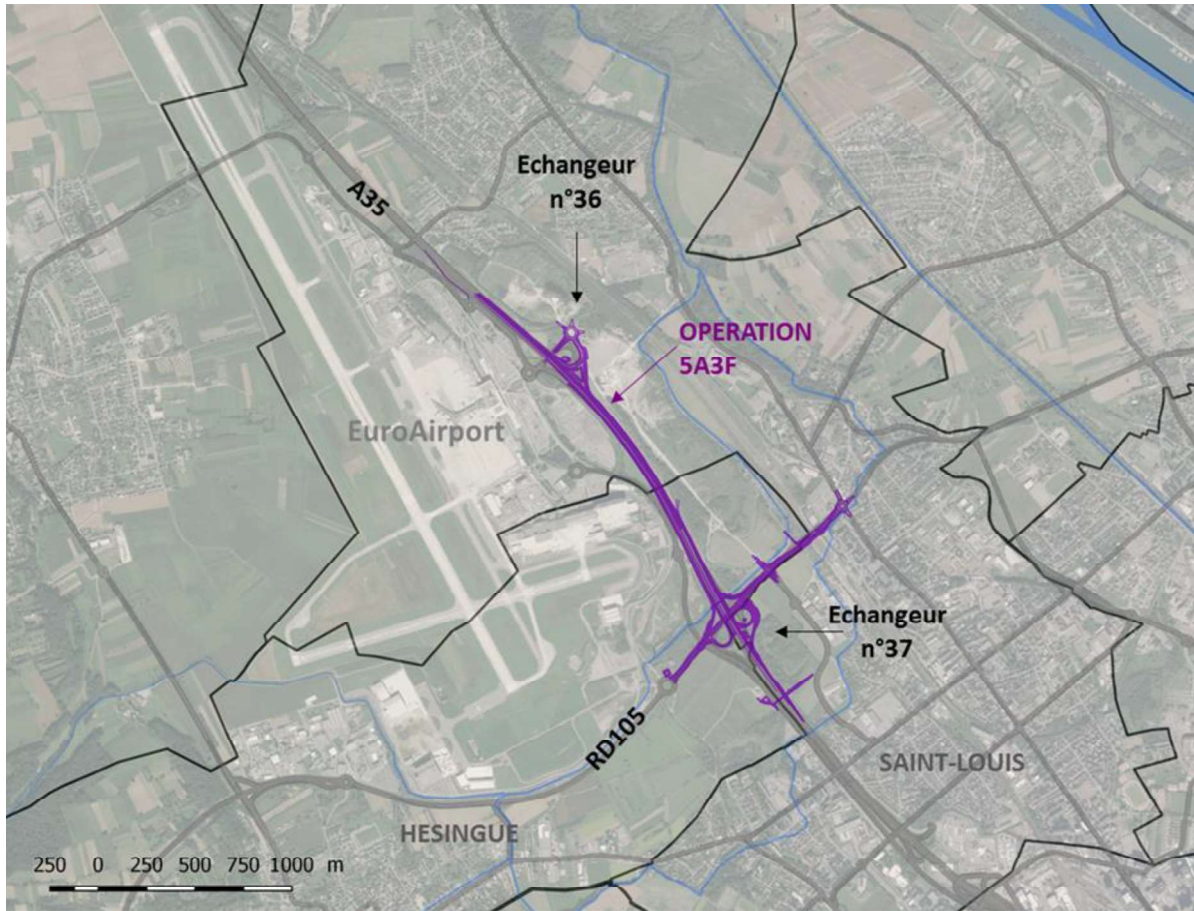 Echangeur
n°36
A35
OPERATION
5A3F
EuroAirport
Echangeur
n°37
RD105
SAINT-LOUIS
HESINGUE
250 0 250 500 750 1000 m